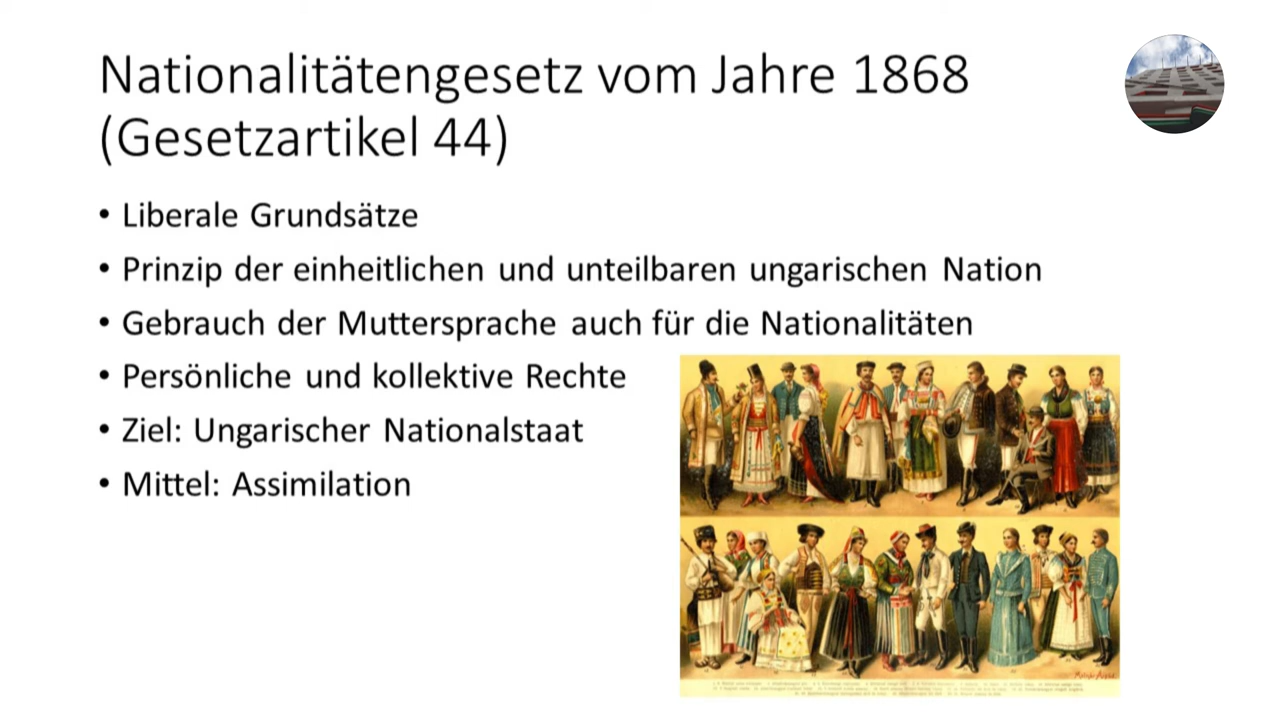 Nationalitätengesetz vom Jahre 1868
(Gesetzartikel 44)
• Liberale Grundsätze
• Prinzip der einheitlichen und unteilbaren ungarischen Nation
• Gebrauch der Muttersprache auch für die Nationalitäten
• Persönliche und kollektive Rechte
• Ziel: Ungarischer Nationalstaat
• Mittel: Assimilation